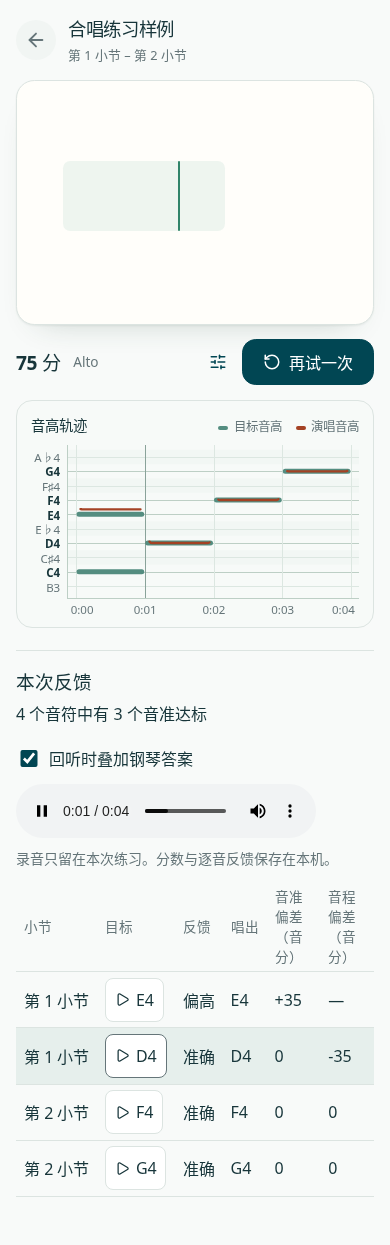 合唱练习样例
第 1 小节 – 第 2 小节
75 分 Alto 再试一次
音高轨迹 目标音高 演唱音高
A♭4
G4
F♯4
F4
E4
E♭4
D4
C♯4
C4
B3
0:00 0:01 0:02 0:03 0:04
本次反馈
4 个音符中有 3 个音准达标
回听时叠加钢琴答案
0:01 / 0:04
录音只留在本次练习。分数与逐音反馈保存在本机。
小节 目标 反馈 唱出 音准偏差（音分） 音程偏差（音分）
第 1 小节 E4 偏高 E4 +35 —
第 1 小节 D4 准确 D4 0 -35
第 2 小节 F4 准确 F4 0 0
第 2 小节 G4 准确 G4 0 0